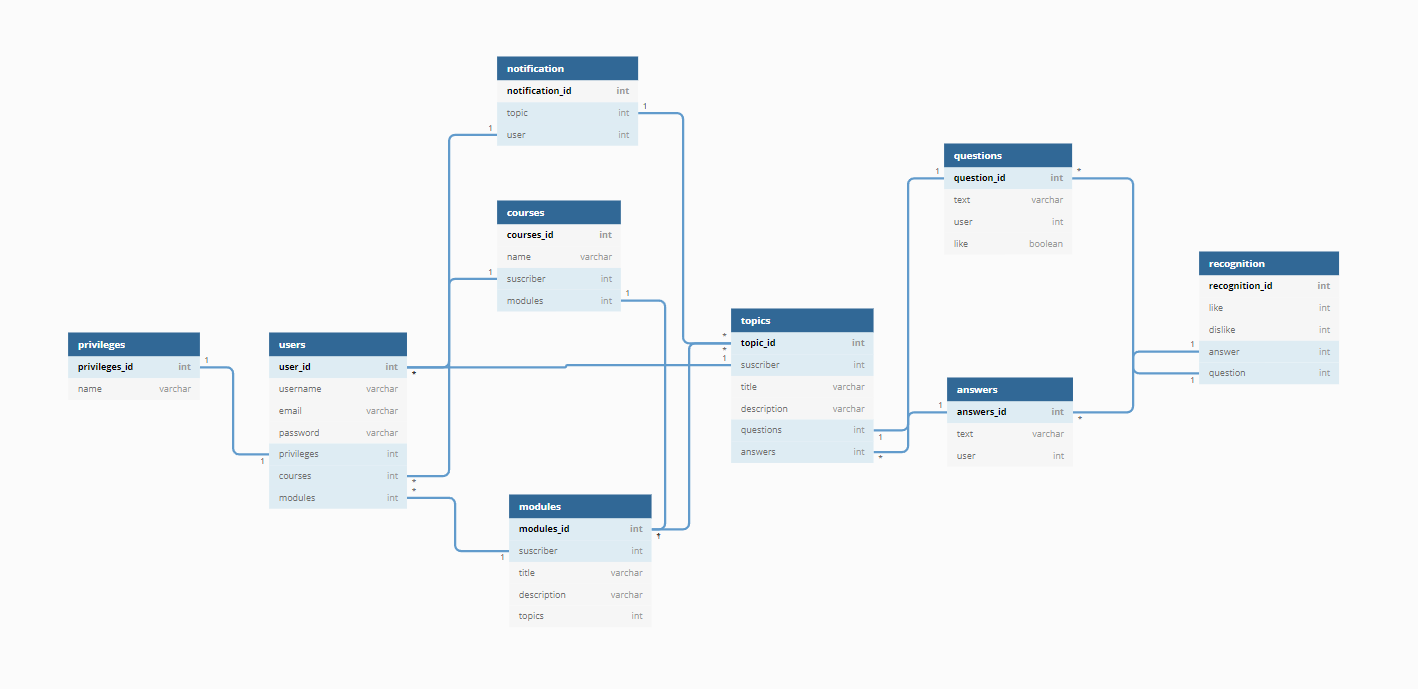 notification
notification_id int
topic int
user int
1
1
courses
courses_id int
name varchar
suscriber int
modules int
1
1
privileges
privileges_id int
name varchar
1
users
user_id int
username varchar
email varchar
password varchar
privileges int
courses int
modules int
*
1
*
*
modules
modules_id int
suscriber int
title varchar
description varchar
topics int
1
topics
topic_id int
suscriber int
title varchar
description varchar
questions int
answers int
*
*
1
1
*
questions
question_id int
text varchar
user int
like boolean
1
*
answers
answers_id int
text varchar
user int
1
*
recognition
recognition_id int
like int
dislike int
answer int
question int
1
1